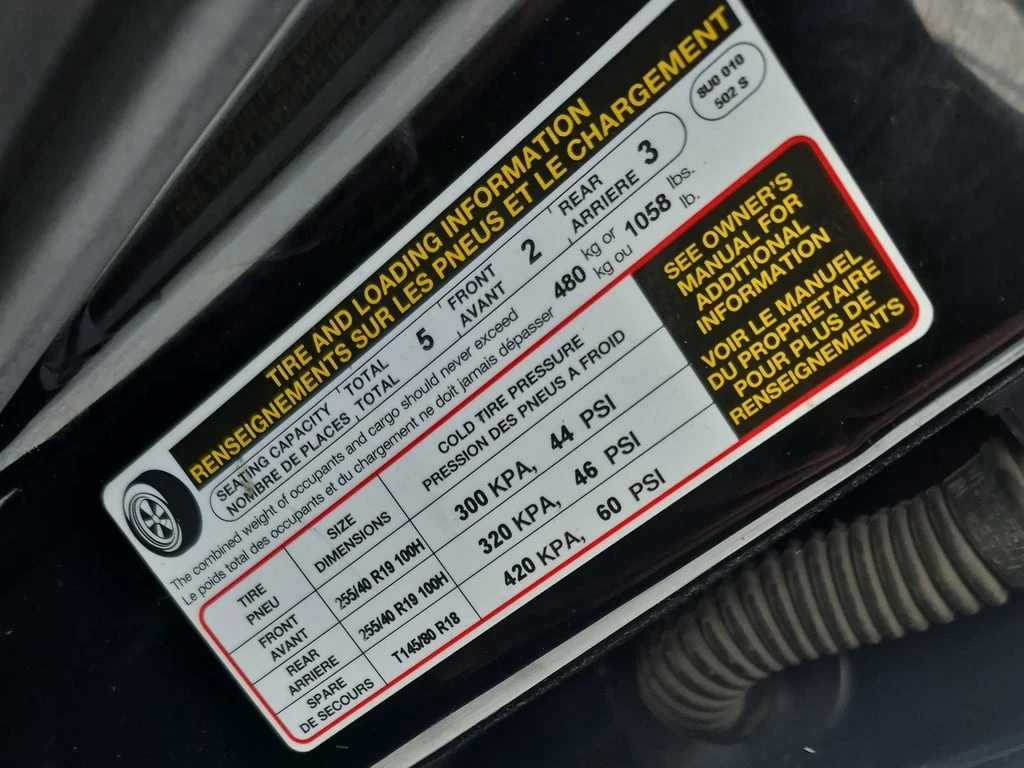 TIRE AND LOADING INFORMATION
RENSEIGNEMENTS SUR LES PNEUS ET LE CHARGEMENT
8U0 010
502 S
SEATING CAPACITY TOTAL 5 FRONT 2 REAR 3
NOMBRE DE PLACES TOTAL AVANT ARRIERE
The combined weight of occupants and cargo should never exceed 480 kg or 1058 lbs.
Le poids total des occupants et du chargement ne doit jamais dépasser kg ou lb.
TIRE SIZE COLD TIRE PRESSURE
PNEU DIMENSIONS PRESSION DES PNEUS A FROID
FRONT 255/40 R19 100H 300 KPA, 44 PSI
AVANT
REAR 255/40 R19 100H 320 KPA, 46 PSI
ARRIERE
SPARE T145/80 R18 420 KPA, 60 PSI
DE SECOURS
SEE OWNER'S
MANUAL FOR
ADDITIONAL
INFORMATION
VOIR LE MANUEL
DU PROPRIETAIRE
POUR PLUS DE
RENSEIGNEMENTS